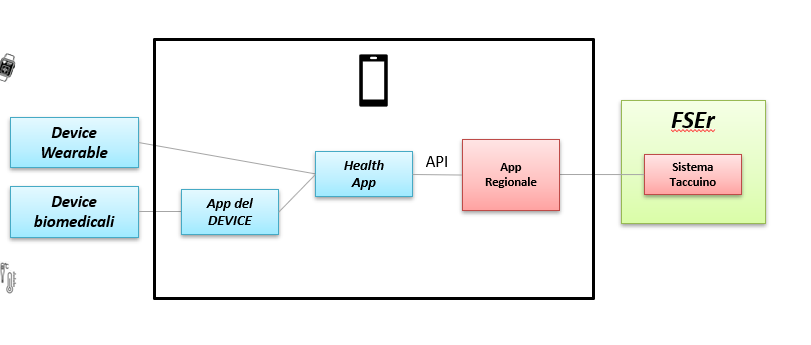 Device
Wearable
Device
biomedicali
App del
DEVICE
Health
App
API
App
Regionale
FSEr
Sistema
Taccuino